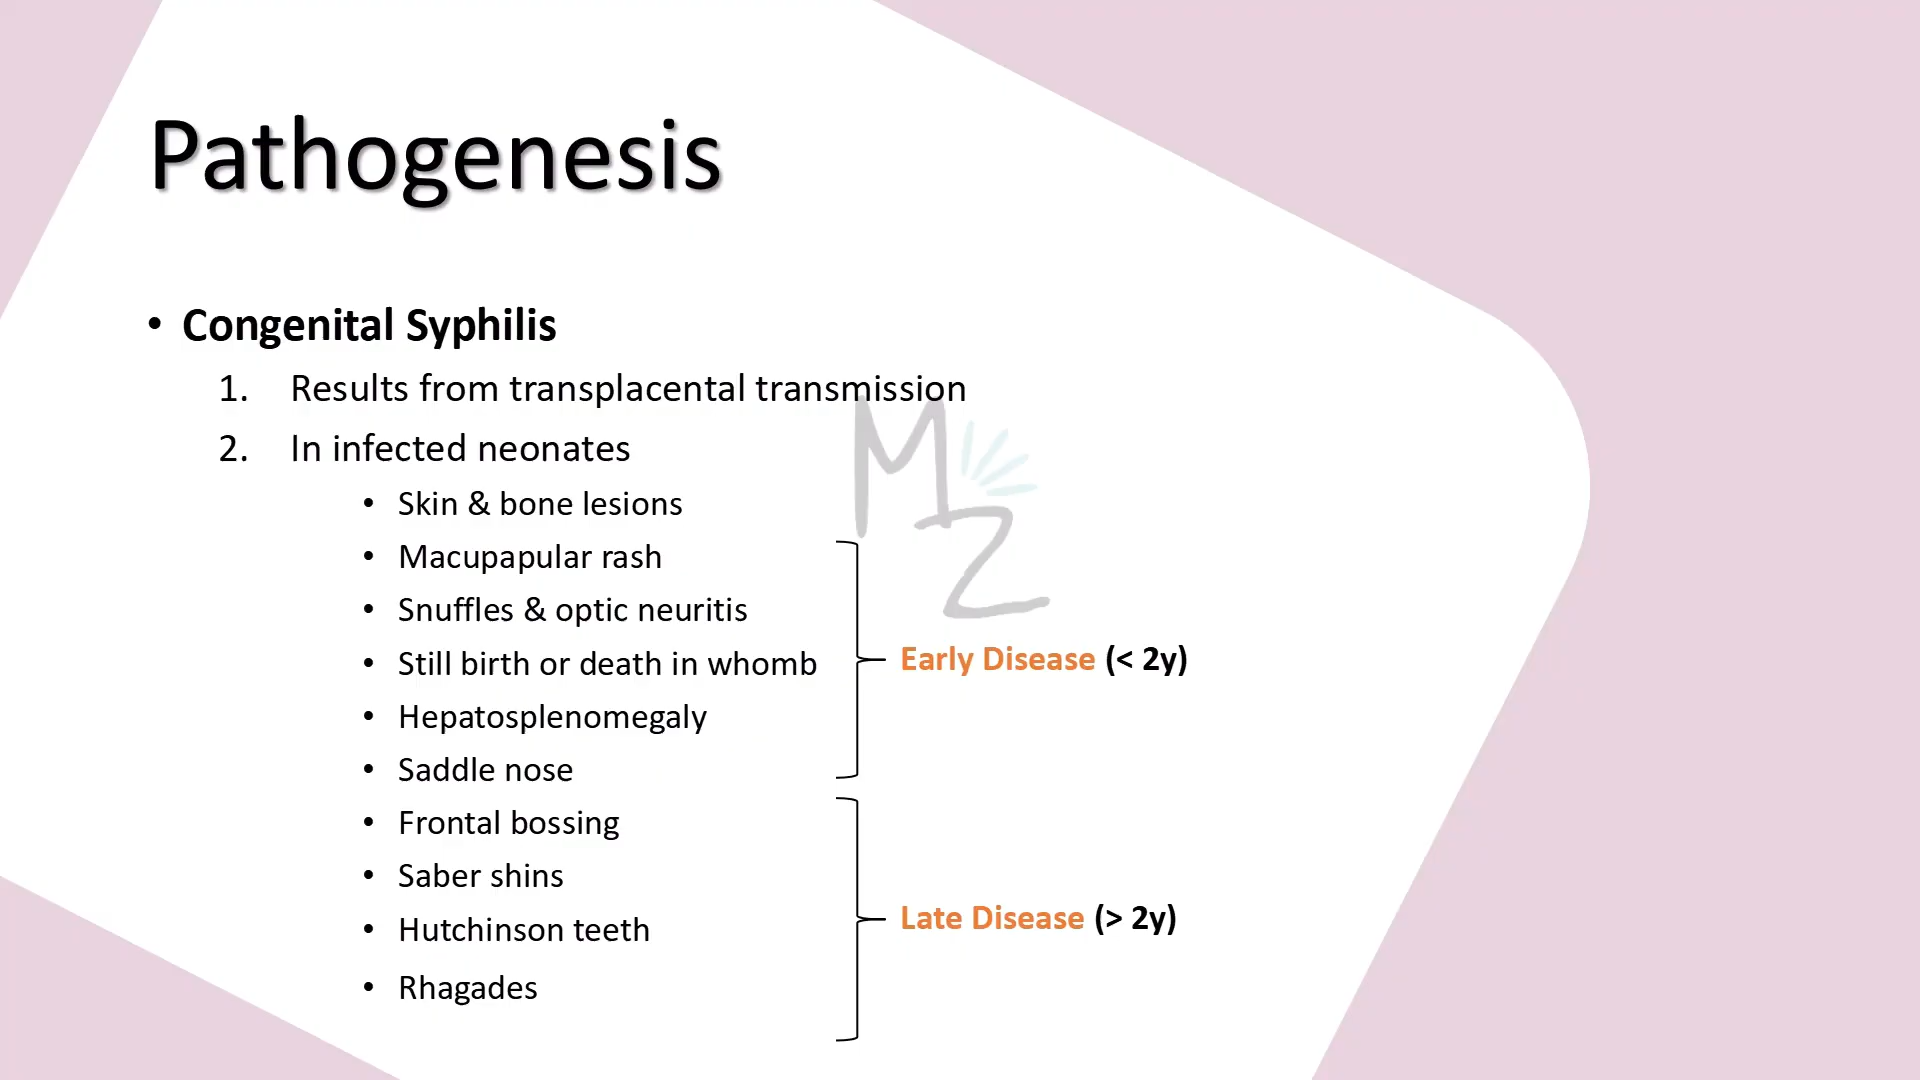 Pathogenesis
• Congenital Syphilis
1. Results from transplacental transmission
2. In infected neonates
• Skin & bone lesions
• Macupapular rash
• Snuffles & optic neuritis
• Still birth or death in whomb
• Hepatosplenomegaly
• Saddle nose
Early Disease (< 2y)
• Frontal bossing
• Saber shins
• Hutchinson teeth
• Rhagades
Late Disease (> 2y)
MZ